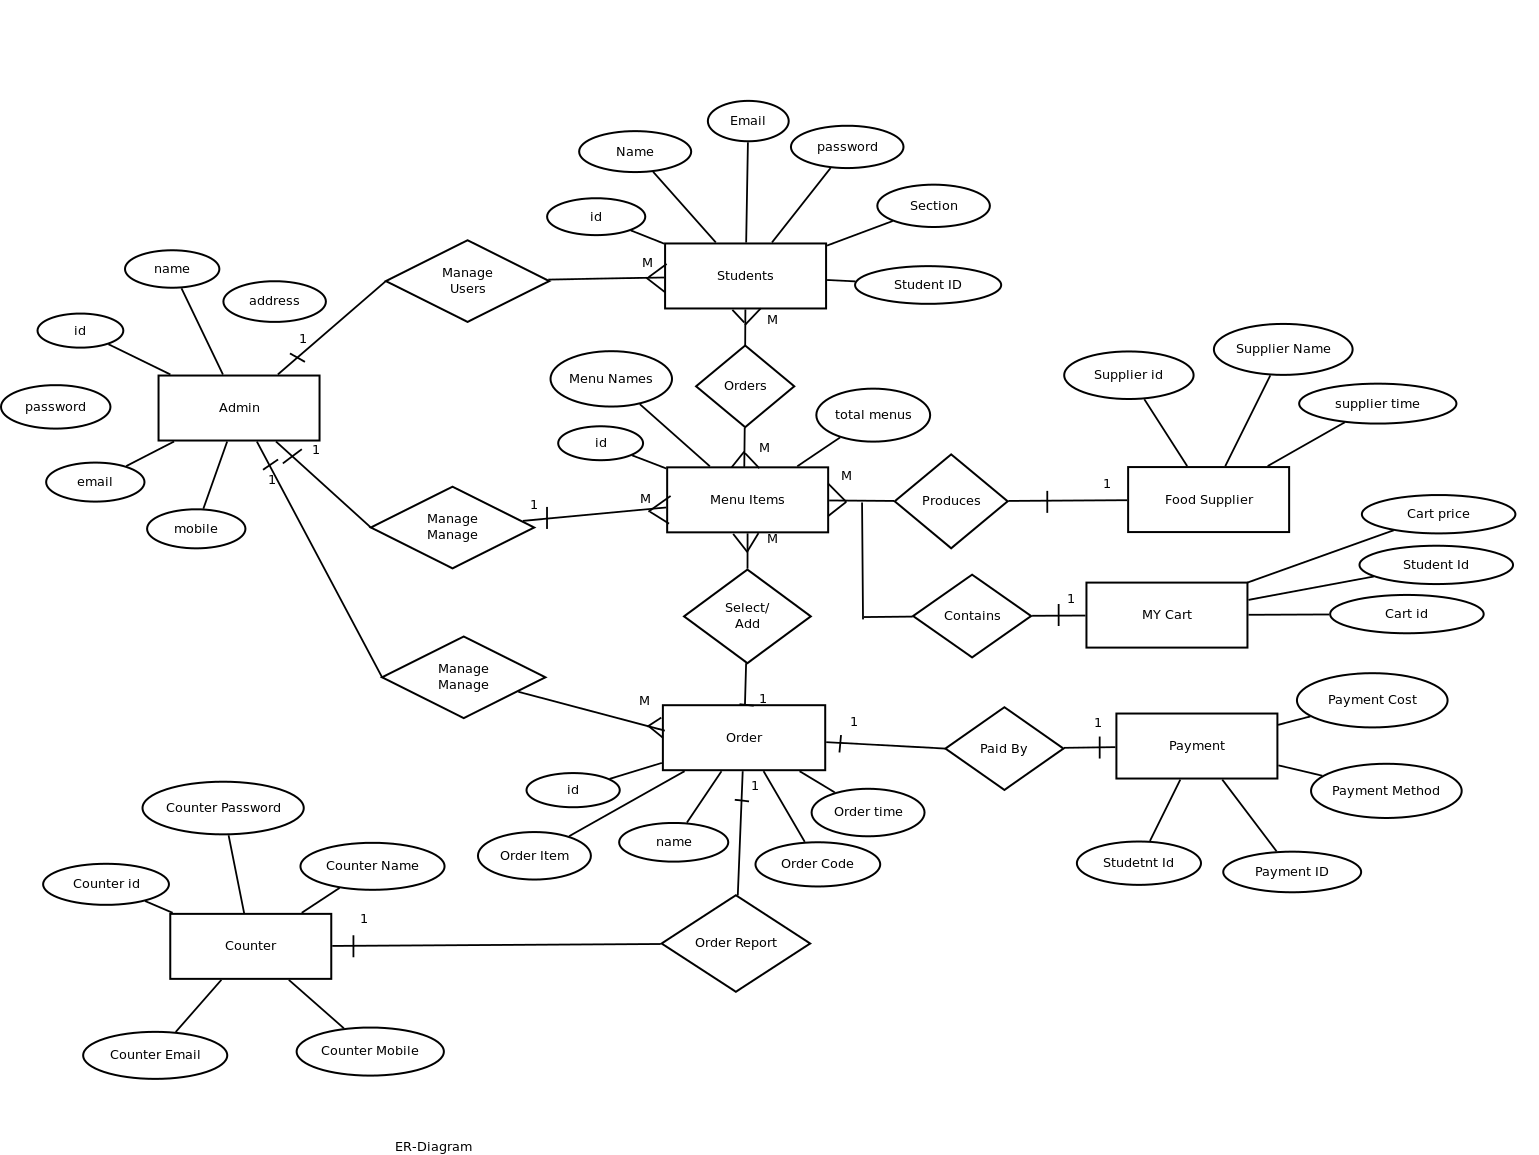 Email
Name
password
id
Section
Students
Student ID
M
Manage
Users
name
address
id
1
Admin
password
email
mobile
1
1
M
Orders
M
Menu Names
total menus
id
Menu Items
M
M
M
Manage
Manage
1
Produces
1
Supplier id
Supplier Name
supplier time
Food Supplier
Cart price
Student Id
Cart id
MY Cart
1
Contains
Select/
Add
1
Manage
Manage
M
Order
1
Paid By
1
Payment
Payment Cost
Payment Method
Studetnt Id
Payment ID
id
Order Item
name
1
Order time
Order Code
Counter Password
Counter Name
Counter id
Counter
1
Order Report
Counter Email
Counter Mobile
ER-Diagram